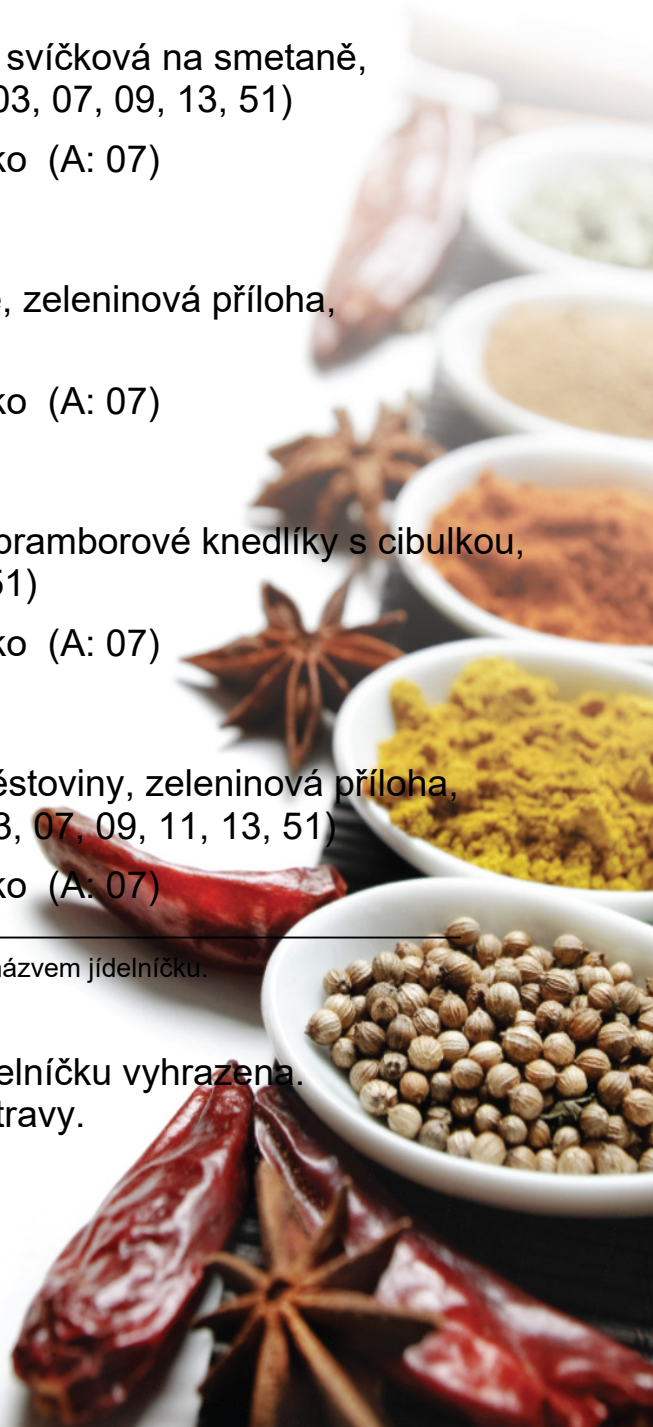 svíčková na smetaně,
03, 07, 09, 13, 51)
ko (A: 07)
, zeleninová příloha,
ko (A: 07)
bramborové knedlíky s cibulkou,
51)
ko (A: 07)
ěstoviny, zeleninová příloha,
3, 07, 09, 11, 13, 51)
ko (A: 07)
názvem jídelníčku.
elníčku vyhrazena.
travy.